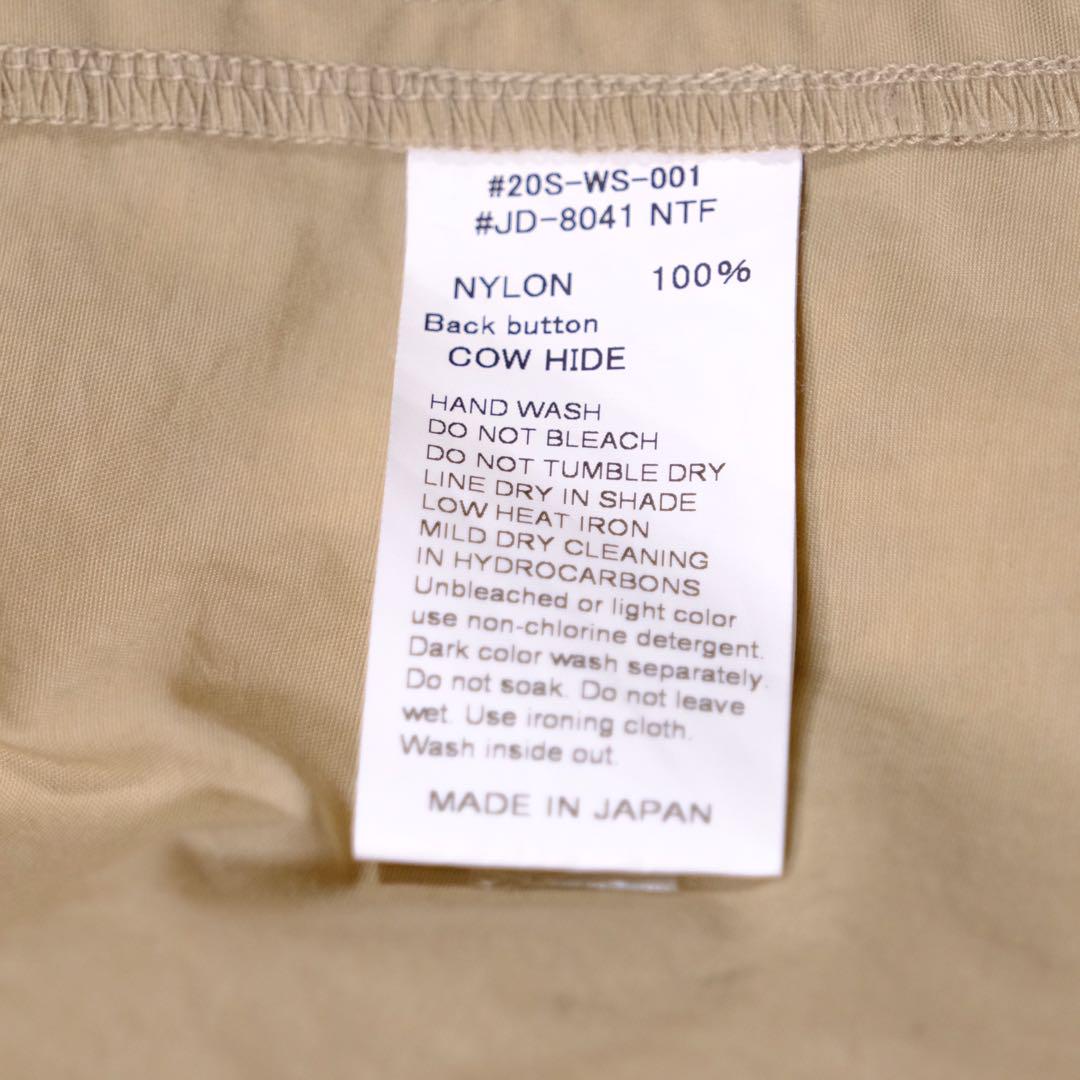 #20S-WS-001
#JD-8041 NTF
NYLON 100%
Back button
COW HIDE
HAND WASH
DO NOT BLEACH
DO NOT TUMBLE DRY
LINE DRY IN SHADE
LOW HEAT IRON
MILD DRY CLEANING
IN HYDROCARBONS
Unbleached or light color
use non-chlorine detergent.
Dark color wash separately.
Do not soak. Do not leave
wet. Use ironing cloth.
Wash inside out.
MADE IN JAPAN